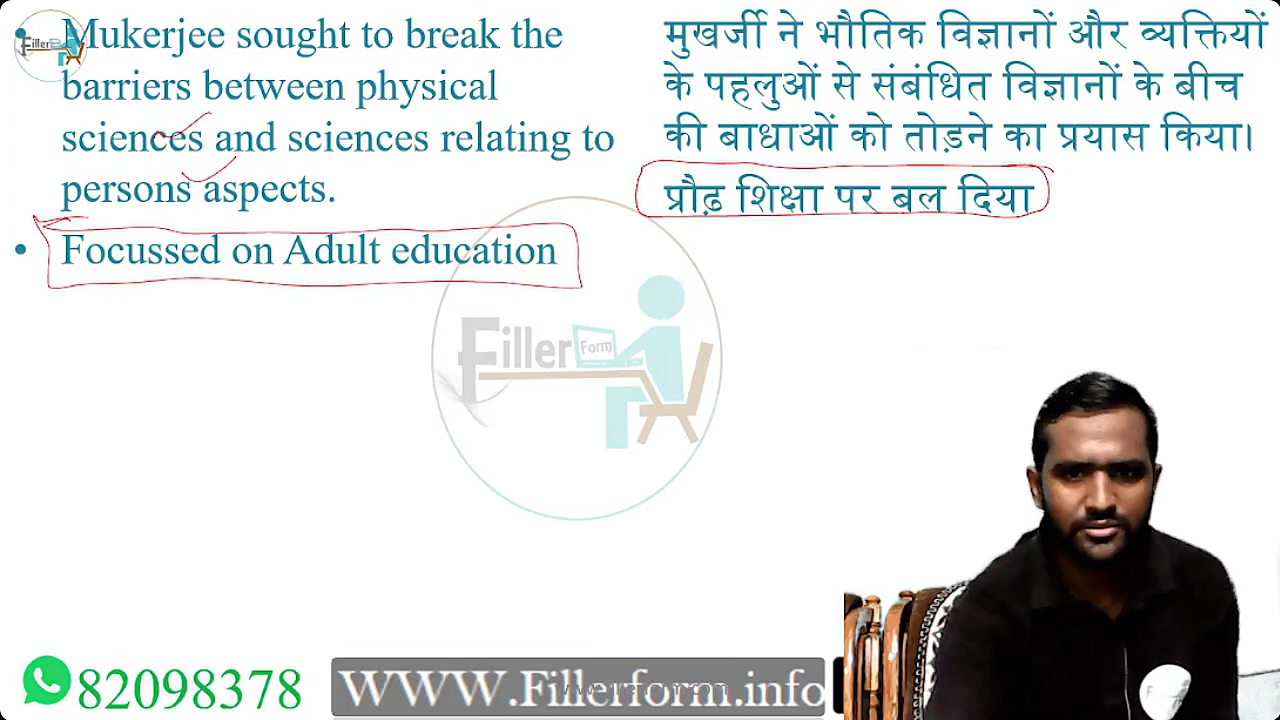 Mukerjee sought to break the
barriers between physical
sciences and sciences relating to
persons aspects.
• Focussed on Adult education
मुखर्जी ने भौतिक विज्ञानों और व्यक्तियों
के पहलुओं से संबंधित विज्ञानों के बीच
की बाधाओं को तोड़ने का प्रयास किया।
प्रौढ़ शिक्षा पर बल दिया
Filler Form
82098378
www.Fillerform.info